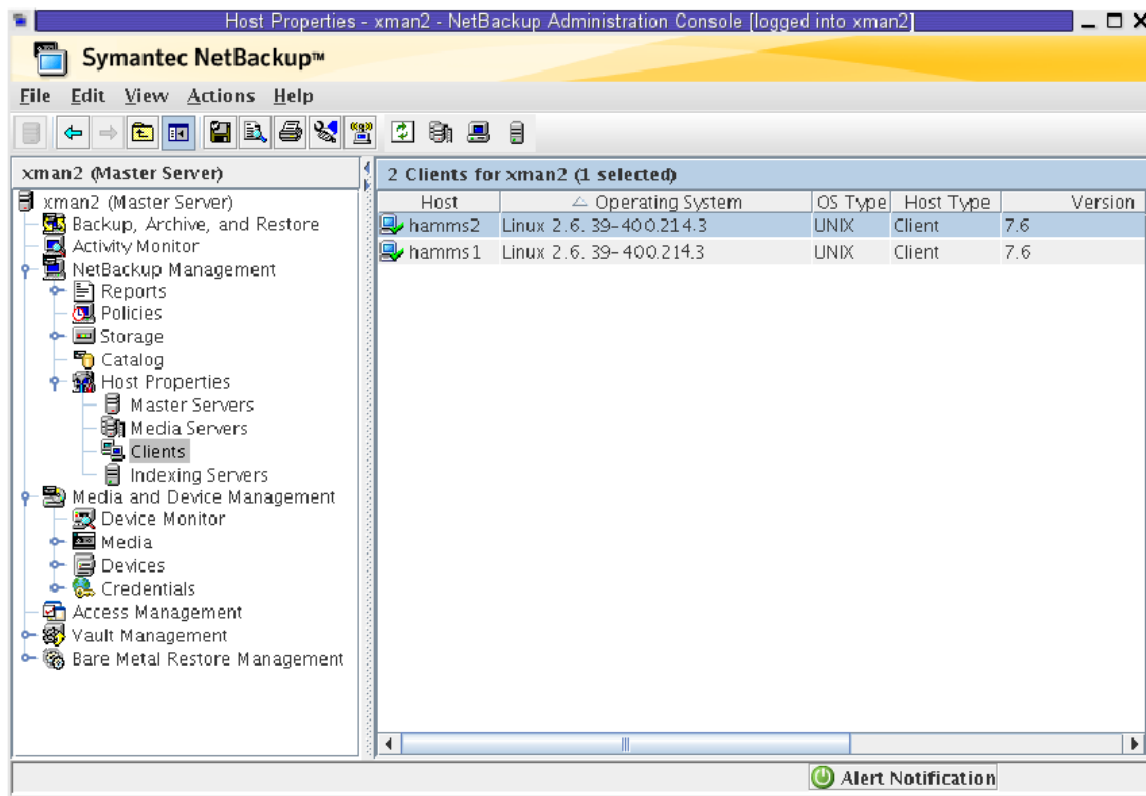 Host Properties - xman2 - NetBackup Administration Console [logged into xman2]
Symantec NetBackup™
File Edit View Actions Help
xman2 (Master Server)
xman2 (Master Server)
Backup, Archive, and Restore
Activity Monitor
NetBackup Management
Reports
Policies
Storage
Catalog
Host Properties
Master Servers
Media Servers
Clients
Indexing Servers
Media and Device Management
Device Monitor
Media
Devices
Credentials
Access Management
Vault Management
Bare Metal Restore Management
2 Clients for xman2 (1 selected)
Host Operating System OS Type Host Type Version
hamms2 Linux 2.6.39-400.214.3 UNIX Client 7.6
hamms1 Linux 2.6.39-400.214.3 UNIX Client 7.6
Alert Notification